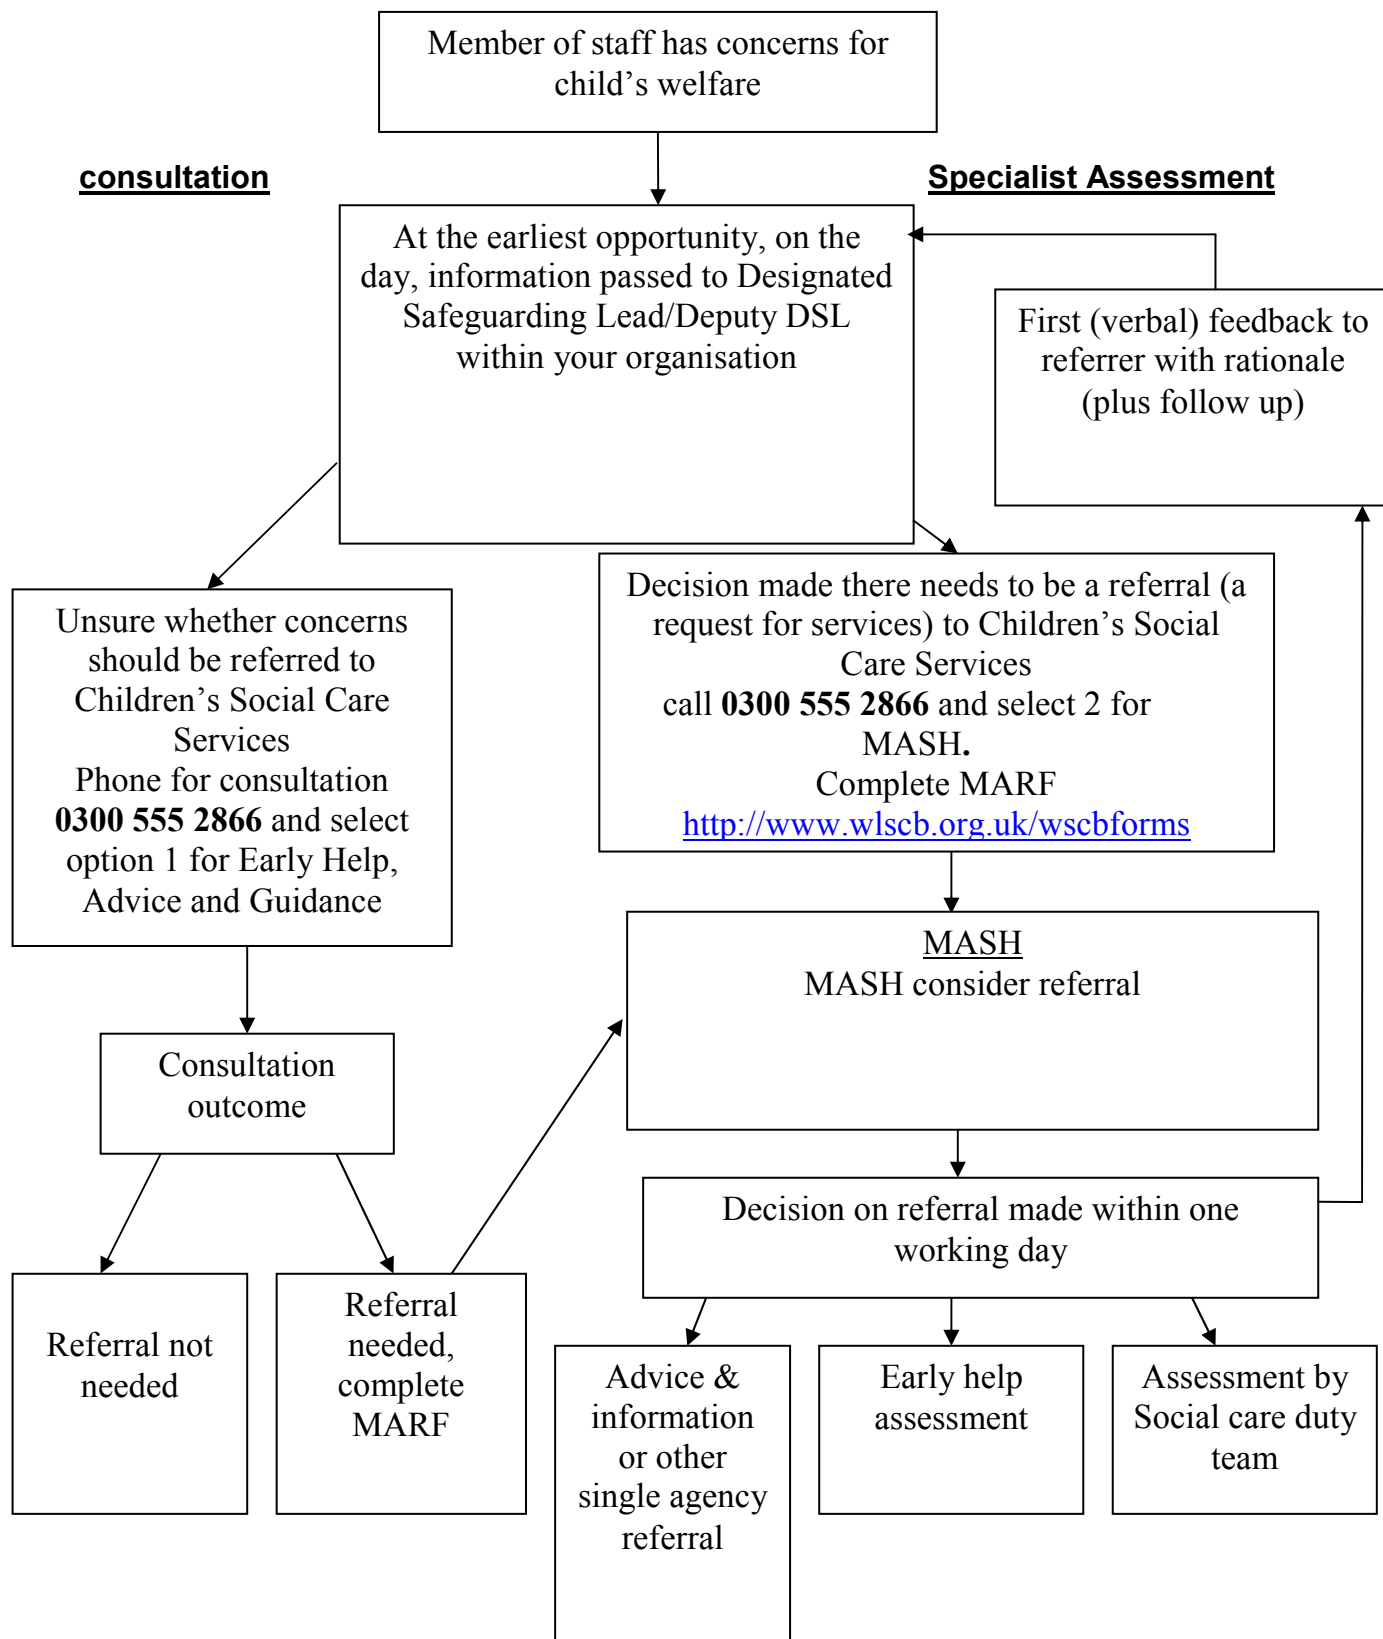 Member of staff has concerns for
child’s welfare
consultation
Specialist Assessment
At the earliest opportunity, on the
day, information passed to Designated
Safeguarding Lead/Deputy DSL
within your organisation
First (verbal) feedback to
referrer with rationale
(plus follow up)
Unsure whether concerns
should be referred to
Children’s Social Care
Services
Phone for consultation
0300 555 2866 and select
option 1 for Early Help,
Advice and Guidance
Decision made there needs to be a referral (a
request for services) to Children’s Social
Care Services
call 0300 555 2866 and select 2 for
MASH.
Complete MARF
http://www.wlscb.org.uk/wscbforms
MASH
MASH consider referral
Consultation
outcome
Decision on referral made within one
working day
Referral not
needed
Referral
needed,
complete
MARF
Advice &
information
or other
single agency
referral
Early help
assessment
Assessment by
Social care duty
team